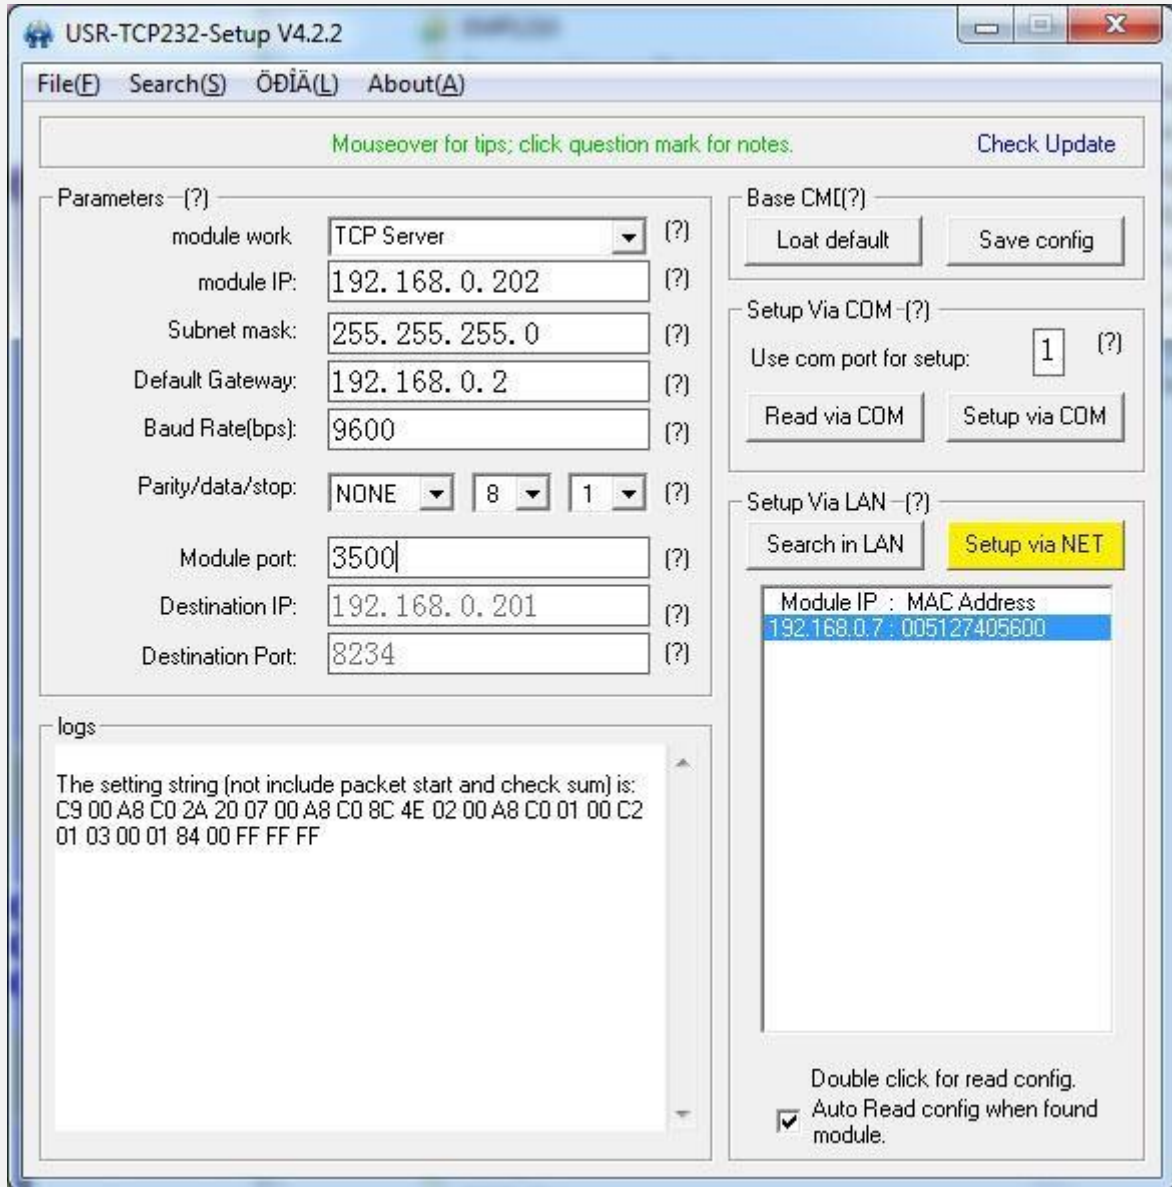 USR-TCP232-Setup V4.2.2
File(F) Search(S) ÖÐÎÄ(L) About(A)
Mouseover for tips; click question mark for notes. Check Update
Parameters (?)
module work TCP Server (?)
module IP: 192.168.0.202 (?)
Subnet mask: 255.255.255.0 (?)
Default Gateway: 192.168.0.2 (?)
Baud Rate(bps): 9600 (?)
Parity/data/stop: NONE 8 1 (?)
Module port: 3500 (?)
Destination IP: 192.168.0.201 (?)
Destination Port: 8234 (?)
logs
The setting string (not include packet start and check sum) is:
C9 00 A8 C0 2A 20 07 00 A8 C0 8C 4E 02 00 A8 C0 01 00 C2
01 03 00 01 84 00 FF FF FF
Base CMD(?)
Loat default Save config
Setup Via COM (?)
Use com port for setup: 1 (?)
Read via COM Setup via COM
Setup Via LAN (?)
Search in LAN Setup via NET
Module IP : MAC Address
192.168.0.7 : 005127405600
Double click for read config.
Auto Read config when found
module.